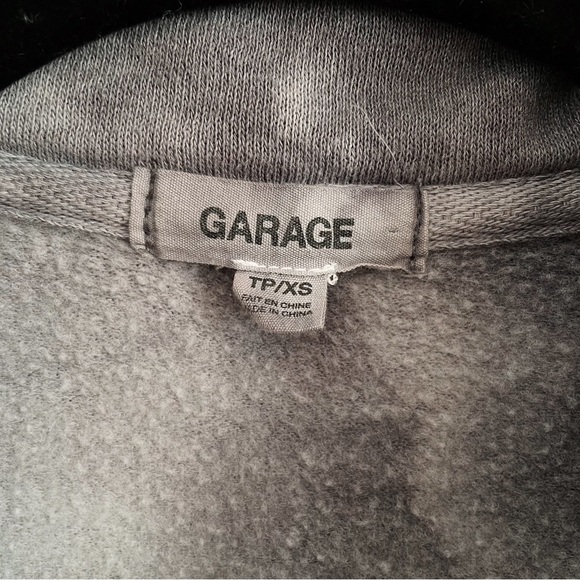 GARAGE
TP/XS
FAIT EN CHINE
MADE IN CHINA